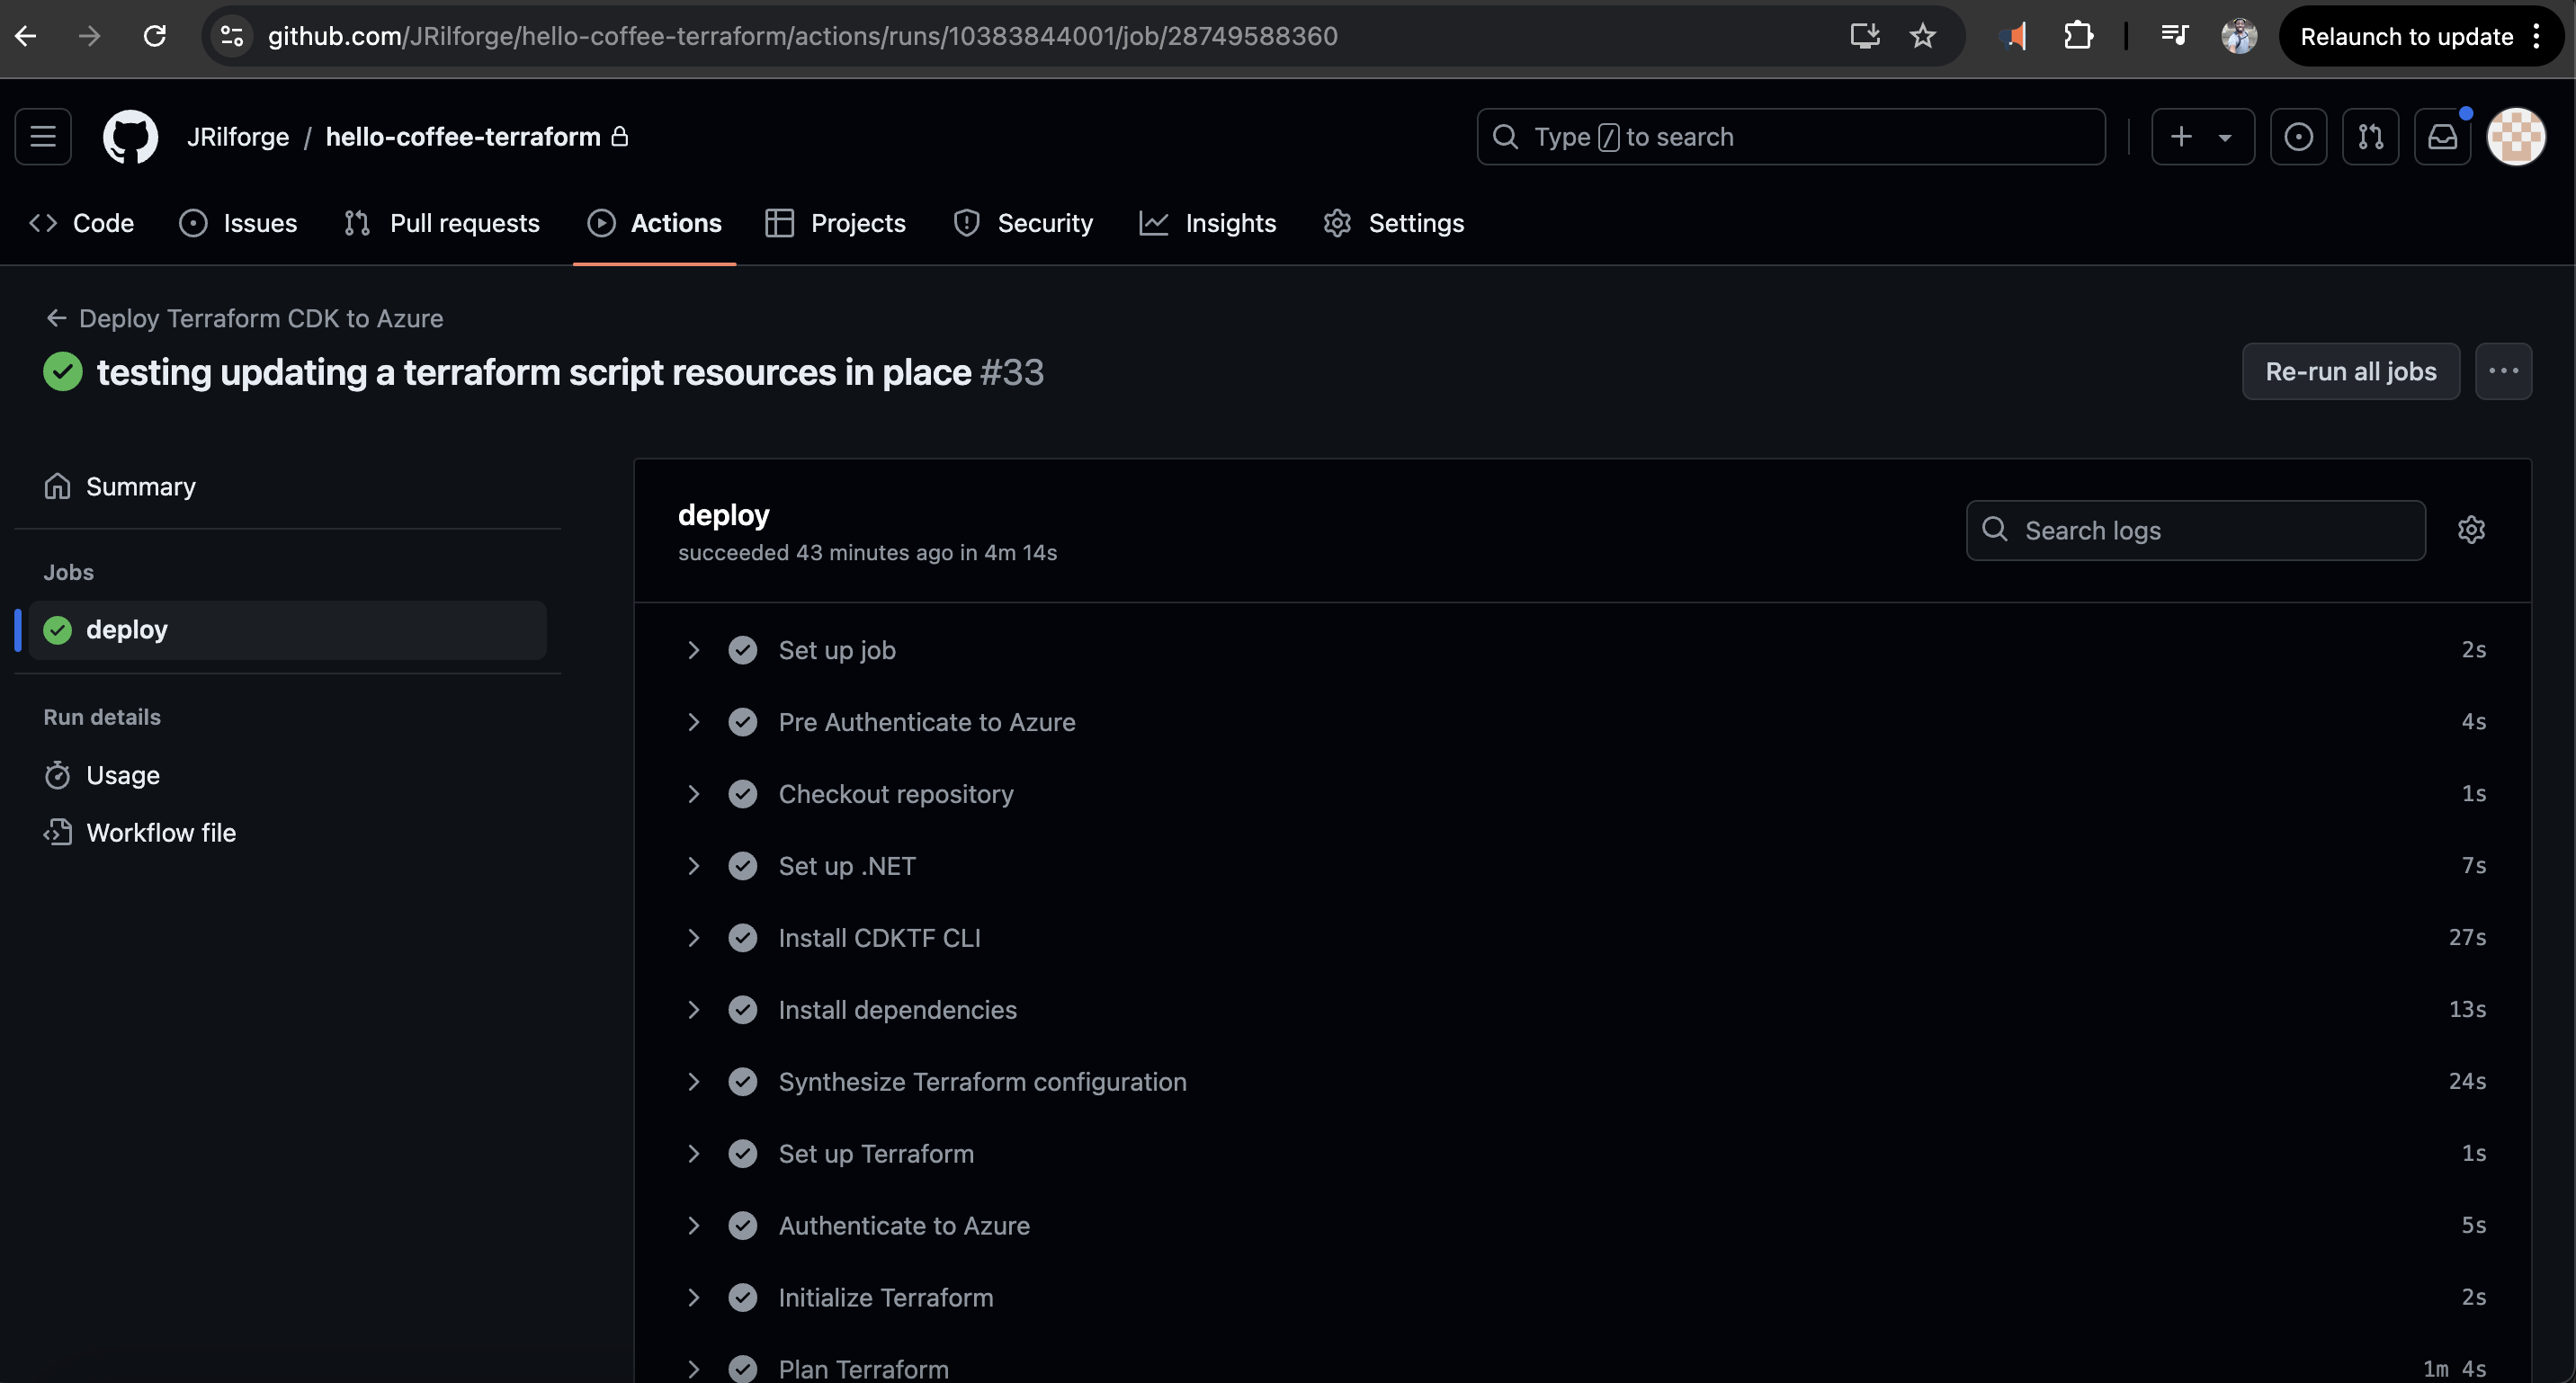 github.com/JRilforge/hello-coffee-terraform/actions/runs/10383844001/job/28749588360
Relaunch to update
JRilforge / hello-coffee-terraform
Type / to search
Code
Issues
Pull requests
Actions
Projects
Security
Insights
Settings
Deploy Terraform CDK to Azure
testing updating a terraform script resources in place #33
Re-run all jobs
Summary
Jobs
deploy
Run details
Usage
Workflow file
deploy
succeeded 43 minutes ago in 4m 14s
Search logs
Set up job 2s
Pre Authenticate to Azure 4s
Checkout repository 1s
Set up .NET 7s
Install CDKTF CLI 27s
Install dependencies 13s
Synthesize Terraform configuration 24s
Set up Terraform 1s
Authenticate to Azure 5s
Initialize Terraform 2s
Plan Terraform 1m 4s